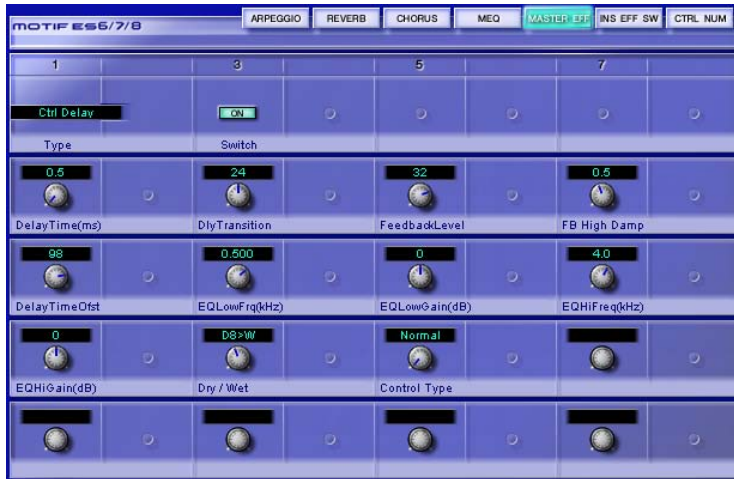 MOTIF ES6/7/8
ARPEGGIO REVERB CHORUS MEQ MASTER EFF INS EFF SW CTRL NUM
1 3 5 7
Ctrl Delay ON
Type Switch
0.5 24 32 0.5
DelayTime(ms) DlyTransition FeedbackLevel FB High Damp
98 0.500 0 4.0
DelayTimeOfst EQLowFrq(kHz) EQLowGain(dB) EQHiFreq(kHz)
0 D8>W Normal
EQHiGain(dB) Dry / Wet Control Type